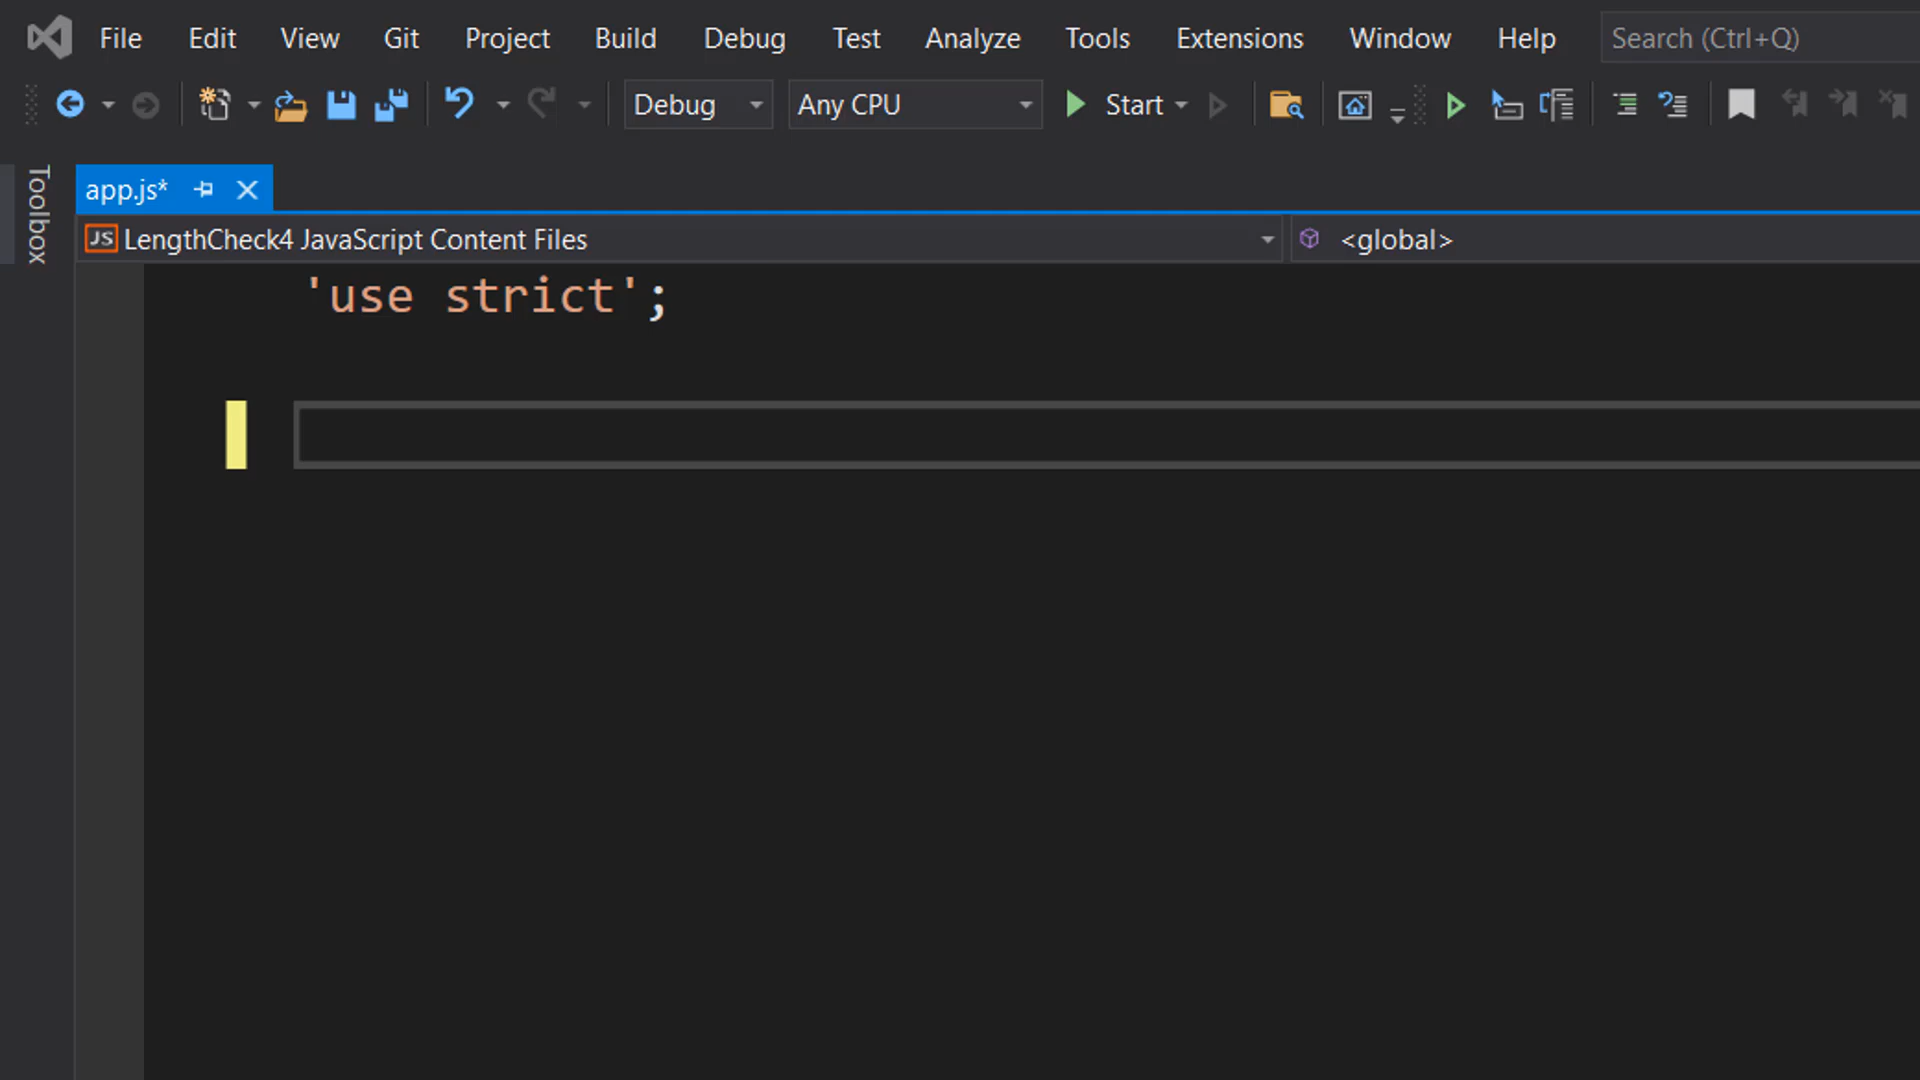 File Edit View Git Project Build Debug Test Analyze Tools Extensions Window Help Search (Ctrl+Q)
Debug Any CPU Start
Toolbox
app.js*
JS LengthCheck4 JavaScript Content Files <global>
'use strict';